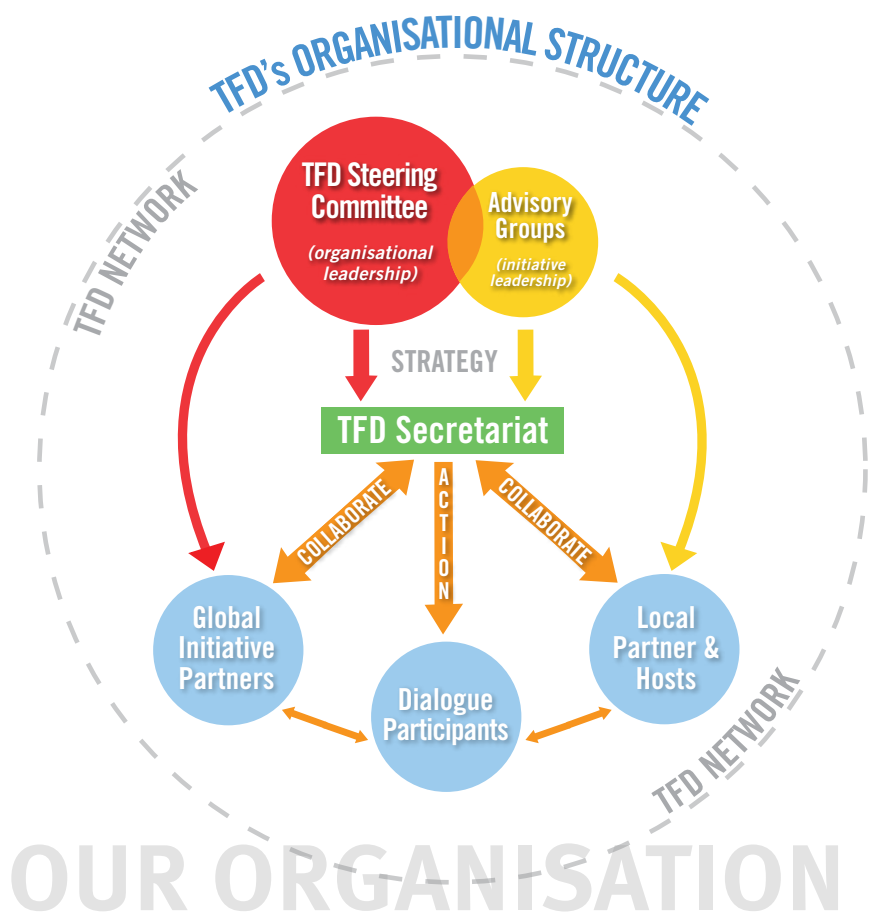 TFD's ORGANISATIONAL STRUCTURE
TFD NETWORK
TFD Steering
Committee
(organisational
leadership)
Advisory
Groups
(initiative
leadership)
STRATEGY
TFD Secretariat
COLLABORATE
ACTION
COLLABORATE
Global
Initiative
Partners
Local
Partner &
Hosts
Dialogue
Participants
TFD NETWORK
OUR ORGANISATION